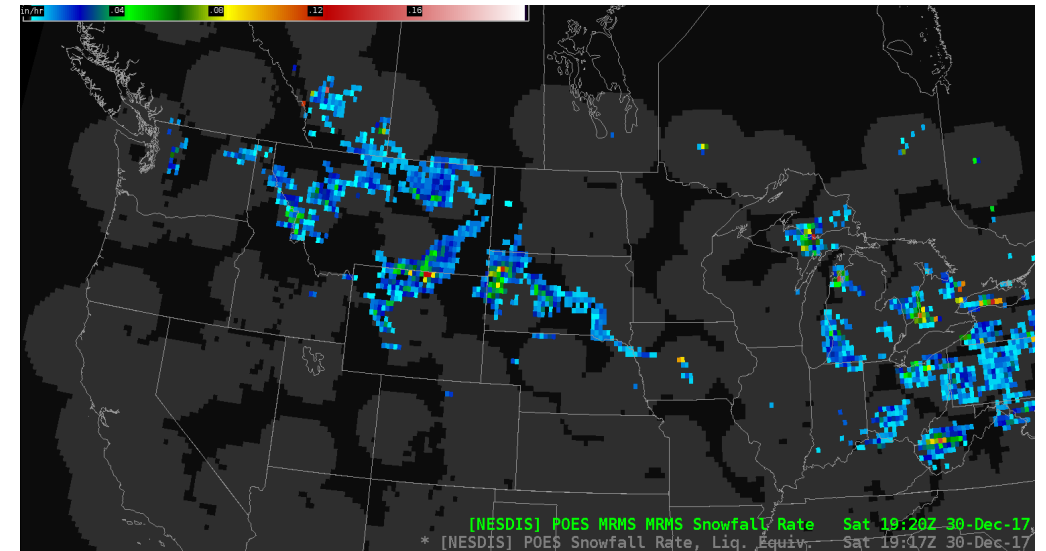 in/hr .04 .08 .12 .16
[NESDIS] POES MRMS MRMS Snowfall Rate Sat 19:20Z 30-Dec-17
* [NESDIS] POES Snowfall Rate, Liq. Equiv. Sat 19:17Z 30-Dec-17